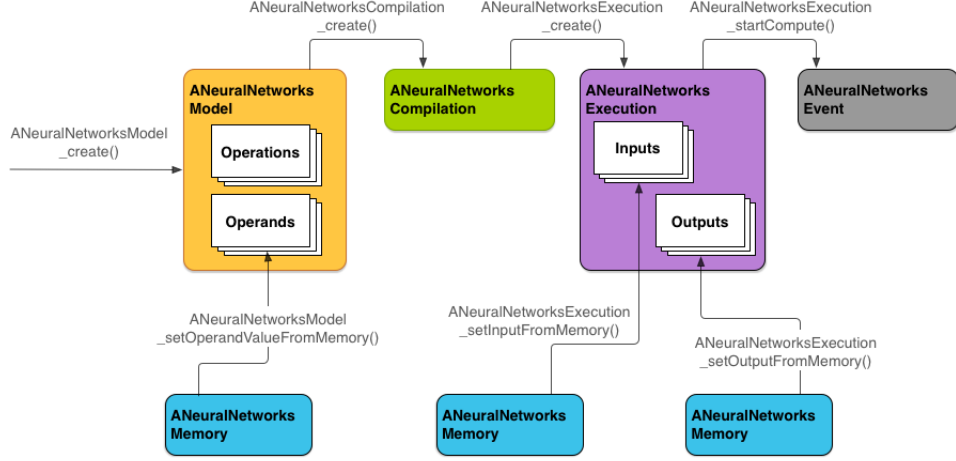 ANeuralNetworksCompilation
_create()
ANeuralNetworksExecution
_create()
ANeuralNetworksExecution
_startCompute()
ANeuralNetworksModel
_create()
ANeuralNetworks
Model
Operations
Operands
ANeuralNetworks
Compilation
ANeuralNetworks
Execution
Inputs
Outputs
ANeuralNetworks
Event
ANeuralNetworksModel
_setOperandValueFromMemory()
ANeuralNetworksExecution
_setInputFromMemory()
ANeuralNetworksExecution
_setOutputFromMemory()
ANeuralNetworks
Memory
ANeuralNetworks
Memory
ANeuralNetworks
Memory